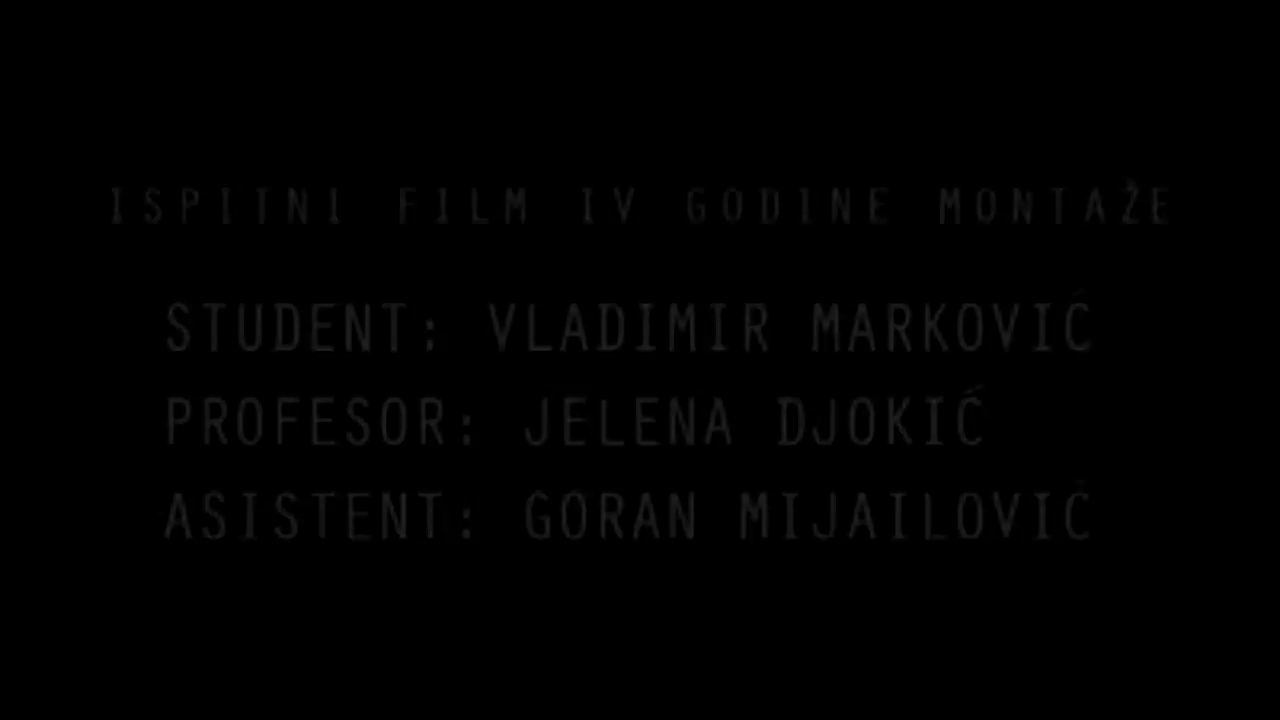 ISPITNI FILM IV GODINE MONTAŽE
STUDENT: VLADIMIR MARKOVIĆ
PROFESOR: JELENA DJOKIĆ
ASISTENT: GORAN MIJAILOVIĆ